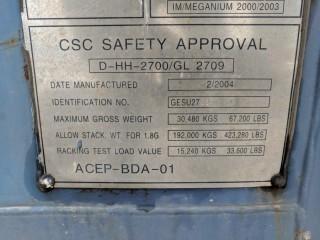 IM/MEGANIUM 2000/2003
CSC SAFETY APPROVAL
D-HH-2700/GL 2709
DATE MANUFACTURED 2/2004
IDENTIFICATION NO. GESU27
MAXIMUM GROSS WEIGHT 30,480 KGS 67,200 LBS
ALLOW STACK. WT. FOR 1.8G 192,000 KGS 423,280 LBS
RACKING TEST LOAD VALUE 15,240 KGS 33,600 LBS
ACEP-BDA-01